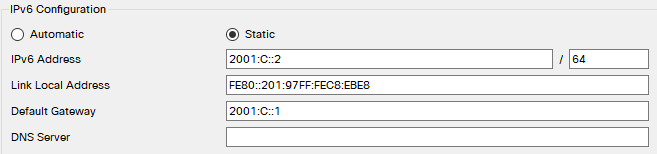 IPv6 Configuration
Automatic Static
IPv6 Address 2001:C::2 / 64
Link Local Address FE80::201:97FF:FEC8:EBE8
Default Gateway 2001:C::1
DNS Server